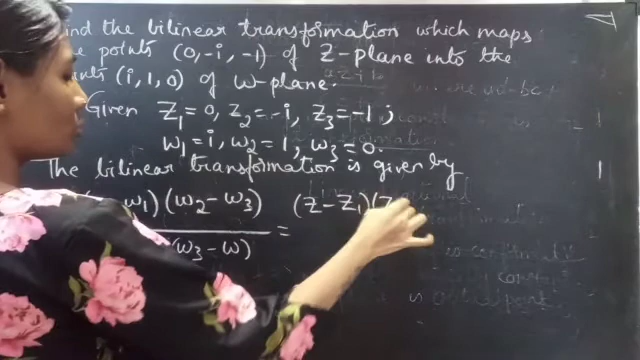 ind the bilinear transformation which maps
e points (0, -i, -1) of Z-plane into the
ints (i, 1, 0) of w-plane.
Given Z₁=0, Z₂=-i, Z₃=-1;
w₁=i, w₂=1, w₃=0.
The bilinear transformation is given by
w₁)(w₂-w₃) = (Z-Z₁)(Z
(w₃-w)